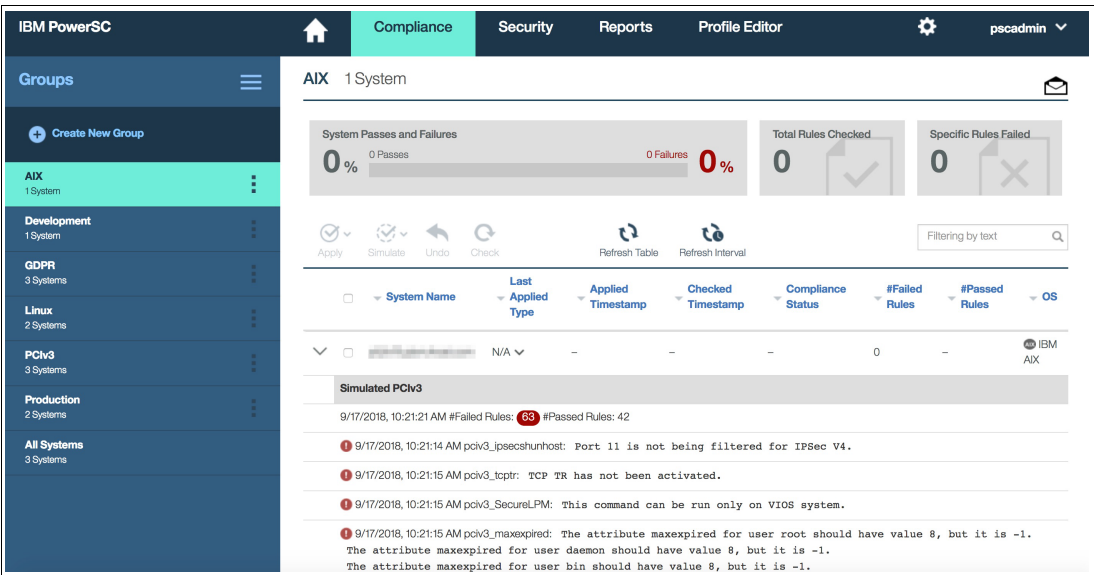 IBM PowerSC
Compliance
Security
Reports
Profile Editor
pscadmin
Groups
Create New Group
AIX
1 System
Development
1 System
GDPR
3 Systems
Linux
2 Systems
PCIv3
3 Systems
Production
2 Systems
All Systems
3 Systems
AIX 1 System
System Passes and Failures
0 % 0 Passes 0 Failures 0 %
Total Rules Checked
0
Specific Rules Failed
0
Apply
Simulate
Undo
Check
Refresh Table
Refresh Interval
Filtering by text
System Name
Last Applied Type
Applied Timestamp
Checked Timestamp
Compliance Status
#Failed Rules
#Passed Rules
OS
N/A – – – 0 – AIX IBM AIX
Simulated PCIv3
9/17/2018, 10:21:21 AM #Failed Rules: 63 #Passed Rules: 42
9/17/2018, 10:21:14 AM pciv3_ipsecshunhost: Port 11 is not being filtered for IPSec V4.
9/17/2018, 10:21:15 AM pciv3_tcptr: TCP TR has not been activated.
9/17/2018, 10:21:15 AM pciv3_SecureLPM: This command can be run only on VIOS system.
9/17/2018, 10:21:15 AM pciv3_maxexpired: The attribute maxexpired for user root should have value 8, but it is -1.
The attribute maxexpired for user daemon should have value 8, but it is -1.
The attribute maxexpired for user bin should have value 8, but it is -1.